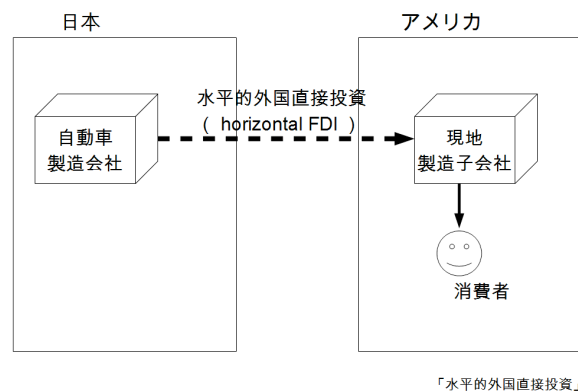 日本
アメリカ
水平的外国直接投資
（ horizontal FDI ）
自動車
製造会社
現地
製造子会社
消費者
「水平的外国直接投資」